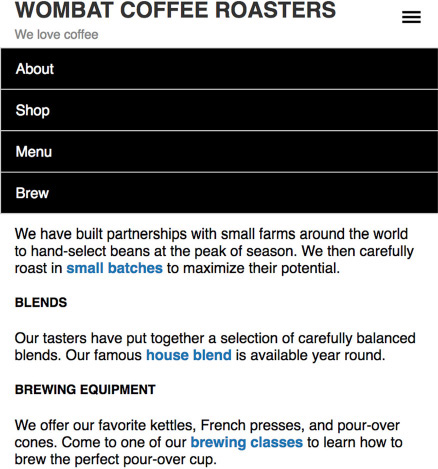 WOMBAT COFFEE ROASTERS
We love coffee
About
Shop
Menu
Brew
We have built partnerships with small farms around the world
to hand-select beans at the peak of season. We then carefully
roast in small batches to maximize their potential.
BLENDS
Our tasters have put together a selection of carefully balanced
blends. Our famous house blend is available year round.
BREWING EQUIPMENT
We offer our favorite kettles, French presses, and pour-over
cones. Come to one of our brewing classes to learn how to
brew the perfect pour-over cup.